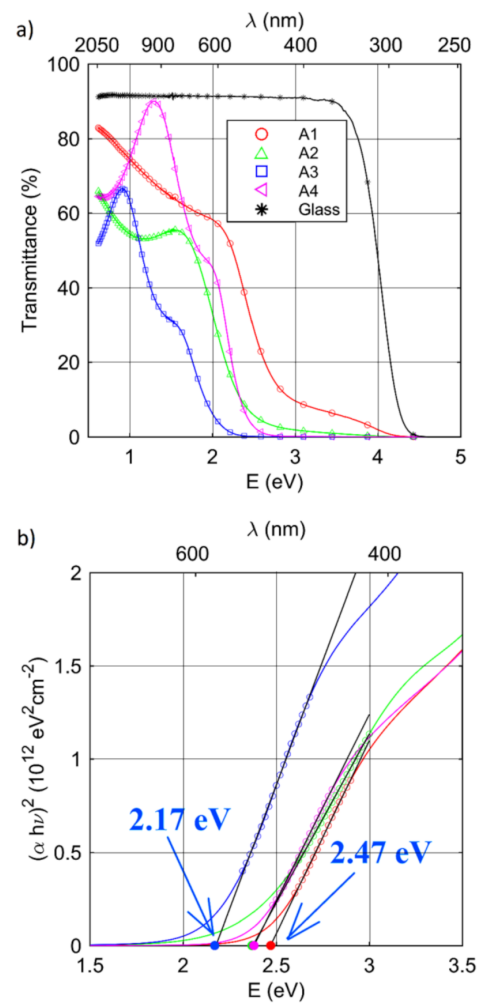 a)
λ (nm)
2050 900 600 400 300 250
100
80
60
40
20
0
Transmittance (%)
A1
A2
A3
A4
Glass
1 2 3 4 5
E (eV)
b)
λ (nm)
600 400
2
1.5
1
0.5
0
(α hν)² (10¹² eV²cm⁻²)
2.17 eV
2.47 eV
1.5 2 2.5 3 3.5
E (eV)